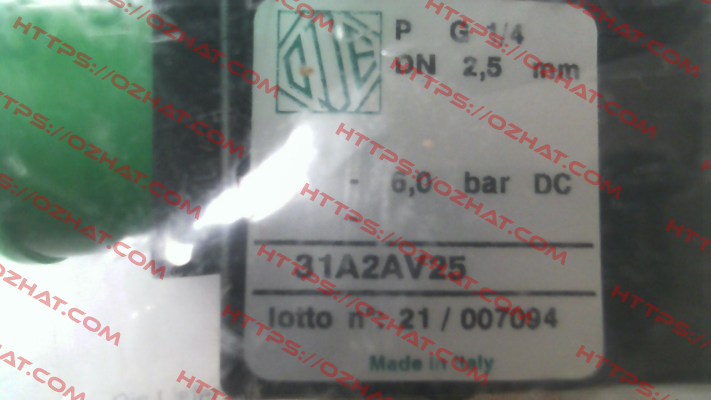 ODE
P G 1/4
DN 2,5 mm
- 6,0 bar DC
-
31A2AV25
lotto n° 21 / 007094
Made in Italy
HTTPS://OZHAT.COM